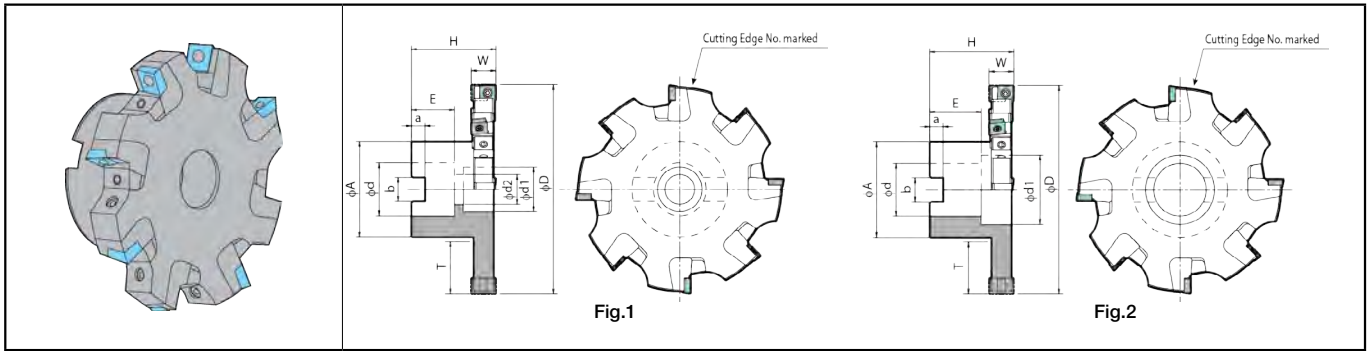 Cutting Edge No. marked
H
W
E
a
φA
φd
b
φd2
φd1
φD
T
Fig.1
Cutting Edge No. marked
H
W
E
a
φA
φd
b
φd1
φD
T
Fig.2